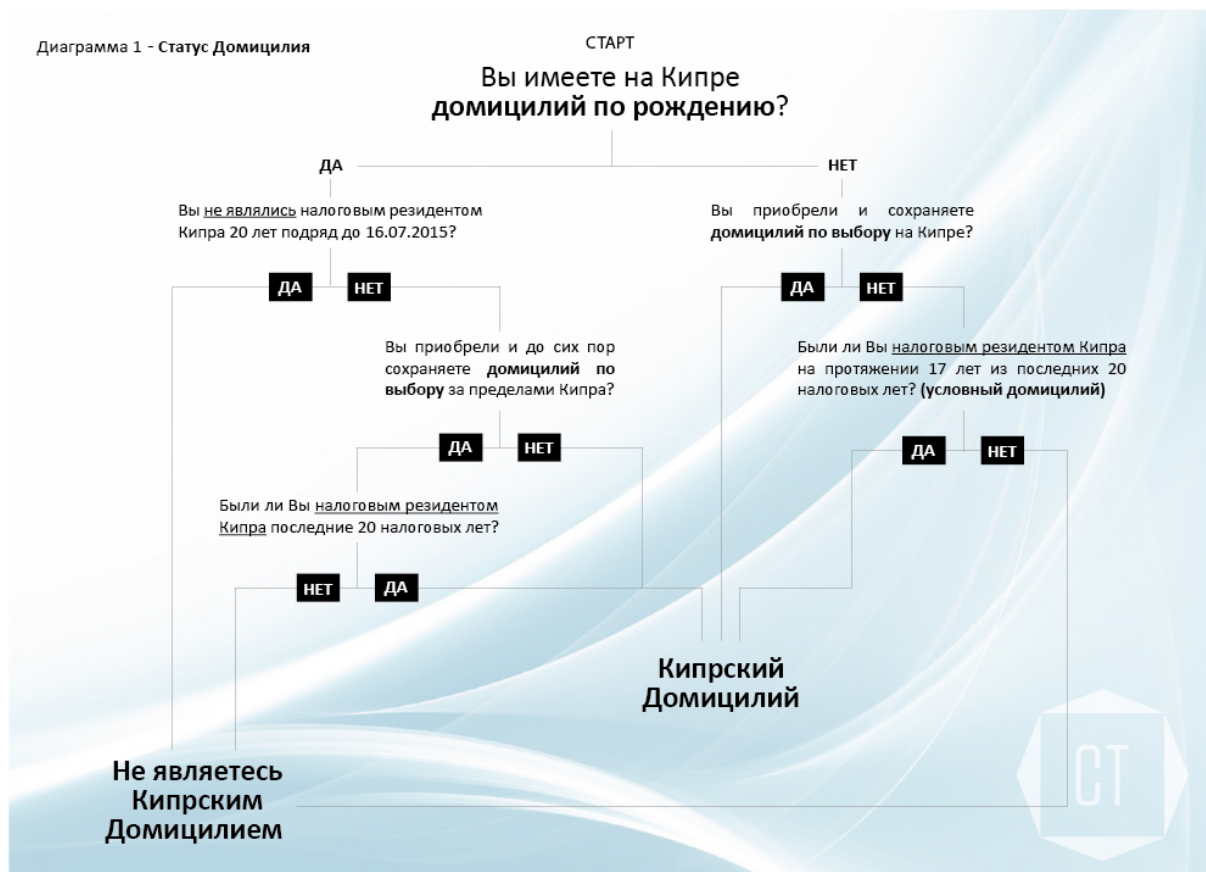 Диаграмма 1 - Статус Домицилия
СТАРТ
Вы имеете на Кипре
домицилий по рождению?
ДА
НЕТ
Вы не являлись налоговым резидентом
Кипра 20 лет подряд до 16.07.2015?
Вы приобрели и сохраняете
домицилий по выбору на Кипре?
ДА
НЕТ
ДА
НЕТ
Вы приобрели и до сих пор
сохраняете домицилий по
выбору за пределами Кипра?
Были ли Вы налоговым резидентом Кипра
на протяжении 17 лет из последних 20
налоговых лет? (условный домицилий)
ДА
НЕТ
ДА
НЕТ
Были ли Вы налоговым резидентом
Кипра последние 20 налоговых лет?
НЕТ
ДА
Кипрский
Домицилий
Не являетесь
Кипрским
Домицилием
CT